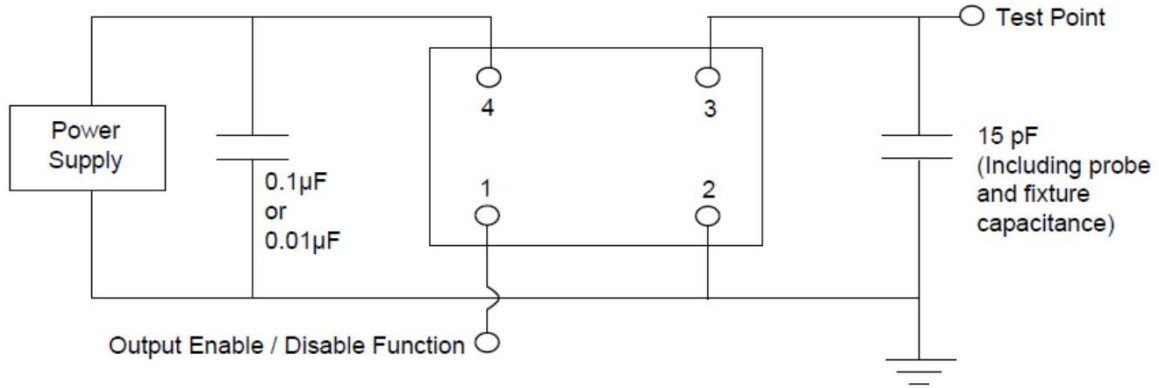 Test Point
4
3
Power
Supply
15 pF
(Including probe
and fixture
capacitance)
0.1µF
or
0.01µF
1
2
Output Enable / Disable Function